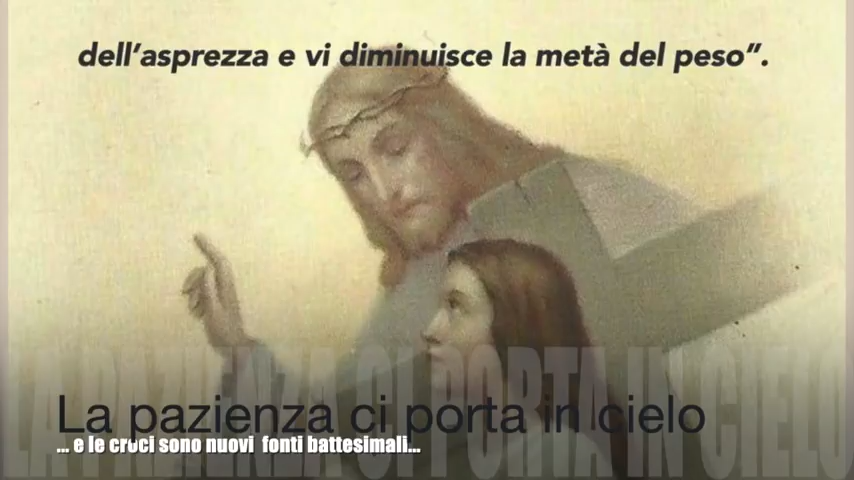 dell’asprezza e vi diminuisce la metà del peso”.
LA PAZIENZA CI PORTA IN CIELO
La pazienza ci porta in cielo
... e le croci sono nuovi fonti battesimali...